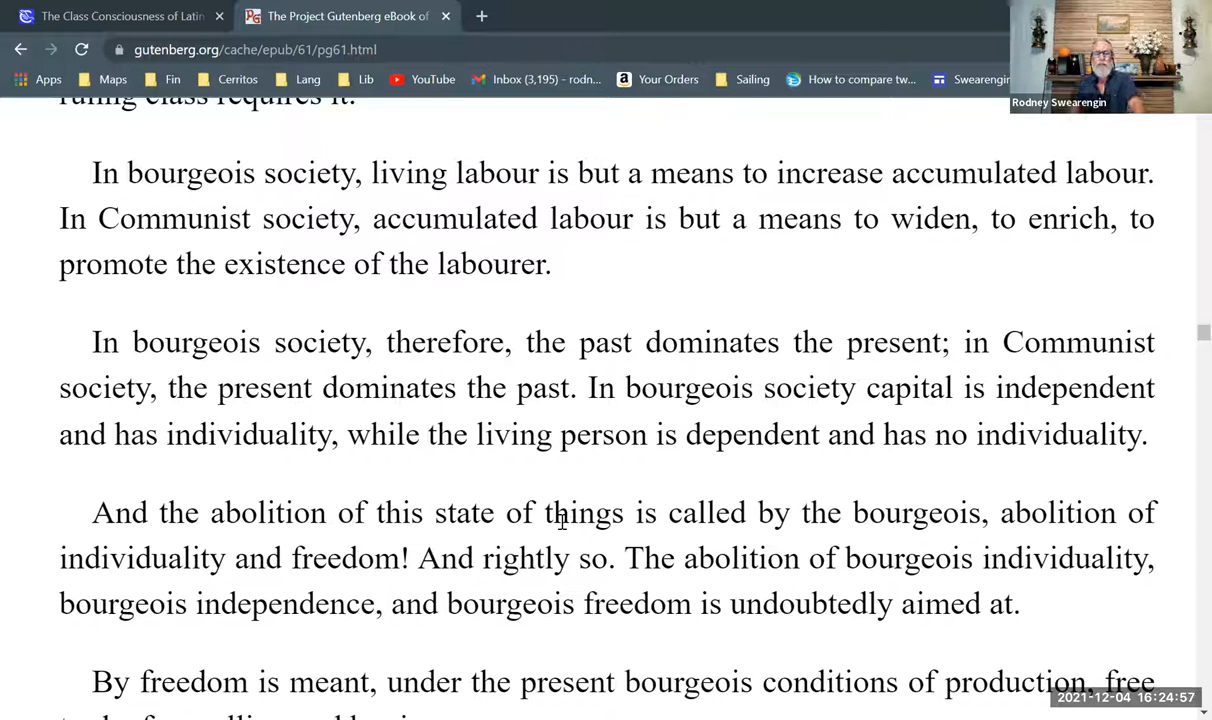 The Class Consciousness of Latin
The Project Gutenberg eBook of
gutenberg.org/cache/epub/61/pg61.html
Apps Maps Fin Cerritos Lang Lib YouTube Inbox (3,195) - rodn... Your Orders Sailing How to compare tw... Swearengin
Rodney Swearengin
ruling class requires it.
In bourgeois society, living labour is but a means to increase accumulated labour.
In Communist society, accumulated labour is but a means to widen, to enrich, to
promote the existence of the labourer.
In bourgeois society, therefore, the past dominates the present; in Communist
society, the present dominates the past. In bourgeois society capital is independent
and has individuality, while the living person is dependent and has no individuality.
And the abolition of this state of things is called by the bourgeois, abolition of
individuality and freedom! And rightly so. The abolition of bourgeois individuality,
bourgeois independence, and bourgeois freedom is undoubtedly aimed at.
By freedom is meant, under the present bourgeois conditions of production, free
2021-12-04 16:24:57